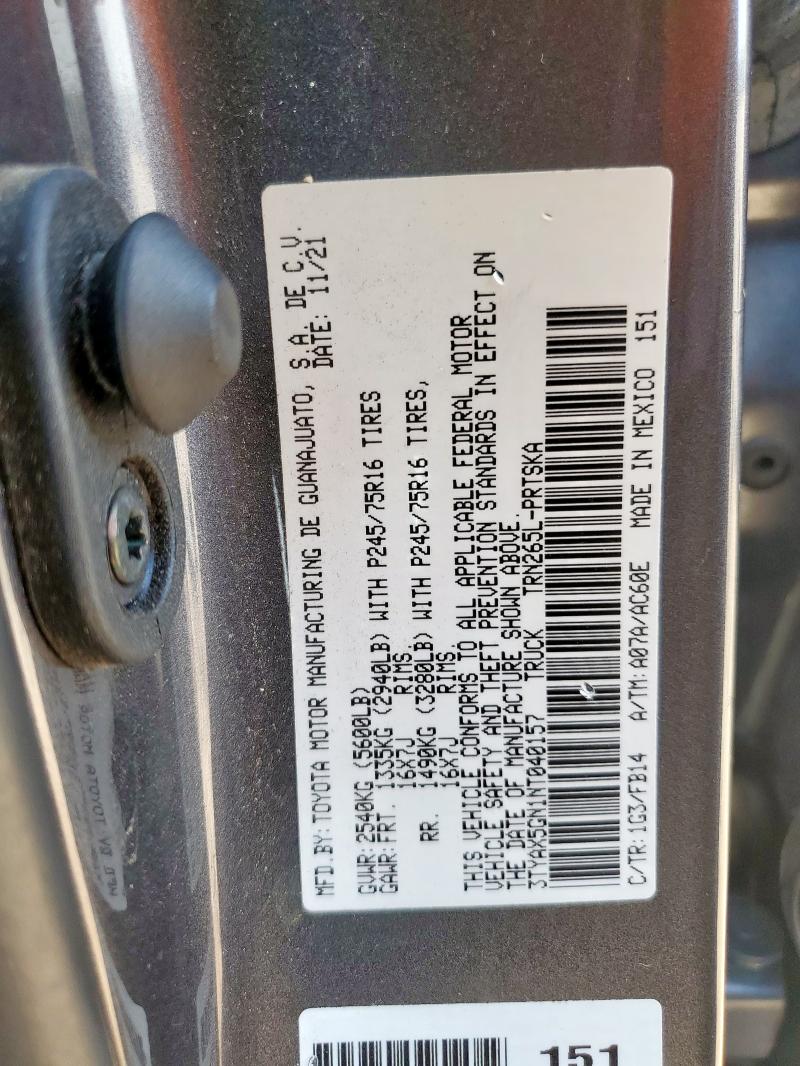 MFD.BY:TOYOTA MOTOR MANUFACTURING DE GUANAJUATO, S.A. DE C.V.
DATE: 11/21
GVWR:2540KG (5600LB)
GAWR:FRT. 1335KG (2940LB) WITH P245/75R16 TIRES
16X7J RIMS.
RR. 1490KG (3280LB) WITH P245/75R16 TIRES,
16X7J RIMS.
THIS VEHICLE CONFORMS TO ALL APPLICABLE FEDERAL MOTOR
VEHICLE SAFETY AND THEFT PREVENTION STANDARDS IN EFFECT ON
THE DATE OF MANUFACTURE SHOWN ABOVE.
3TYAX5GN1NT040157 TRUCK TRN265L-PRTSKA
C/TR:1G3/FB14 A/TM:A07A/AC60E MADE IN MEXICO 151
151